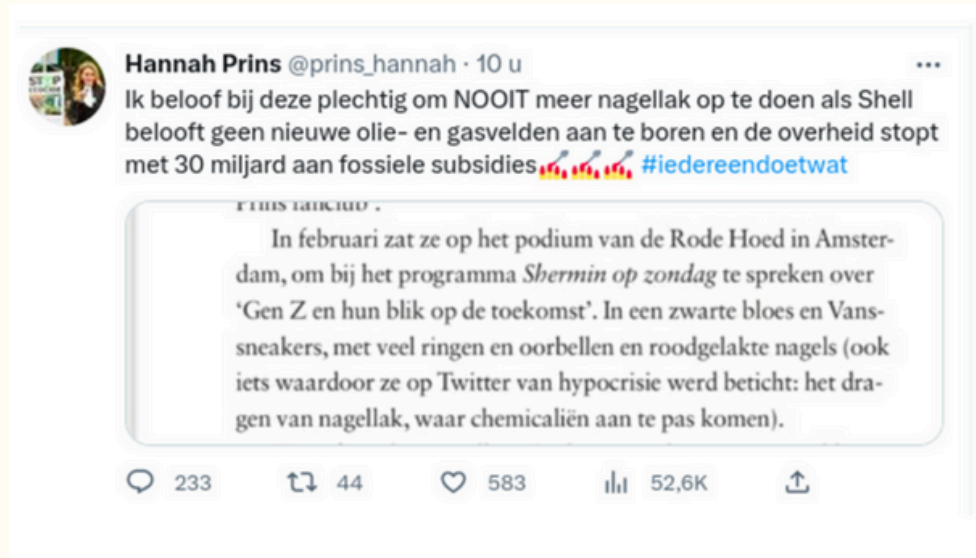 Hannah Prins @prins_hannah · 10 u
Ik beloof bij deze plechtig om NOOIT meer nagellak op te doen als Shell
belooft geen nieuwe olie- en gasvelden aan te boren en de overheid stopt
met 30 miljard aan fossiele subsidies💅💅💅 #iedereendoetwat
Prins fanclub'.
In februari zat ze op het podium van de Rode Hoed in Amster-
dam, om bij het programma Shermin op zondag te spreken over
‘Gen Z en hun blik op de toekomst’. In een zwarte bloes en Vans-
sneakers, met veel ringen en oorbellen en roodgelakte nagels (ook
iets waardoor ze op Twitter van hypocrisie werd beticht: het dra-
gen van nagellak, waar chemicaliën aan te pas komen).
233 44 583 52,6K